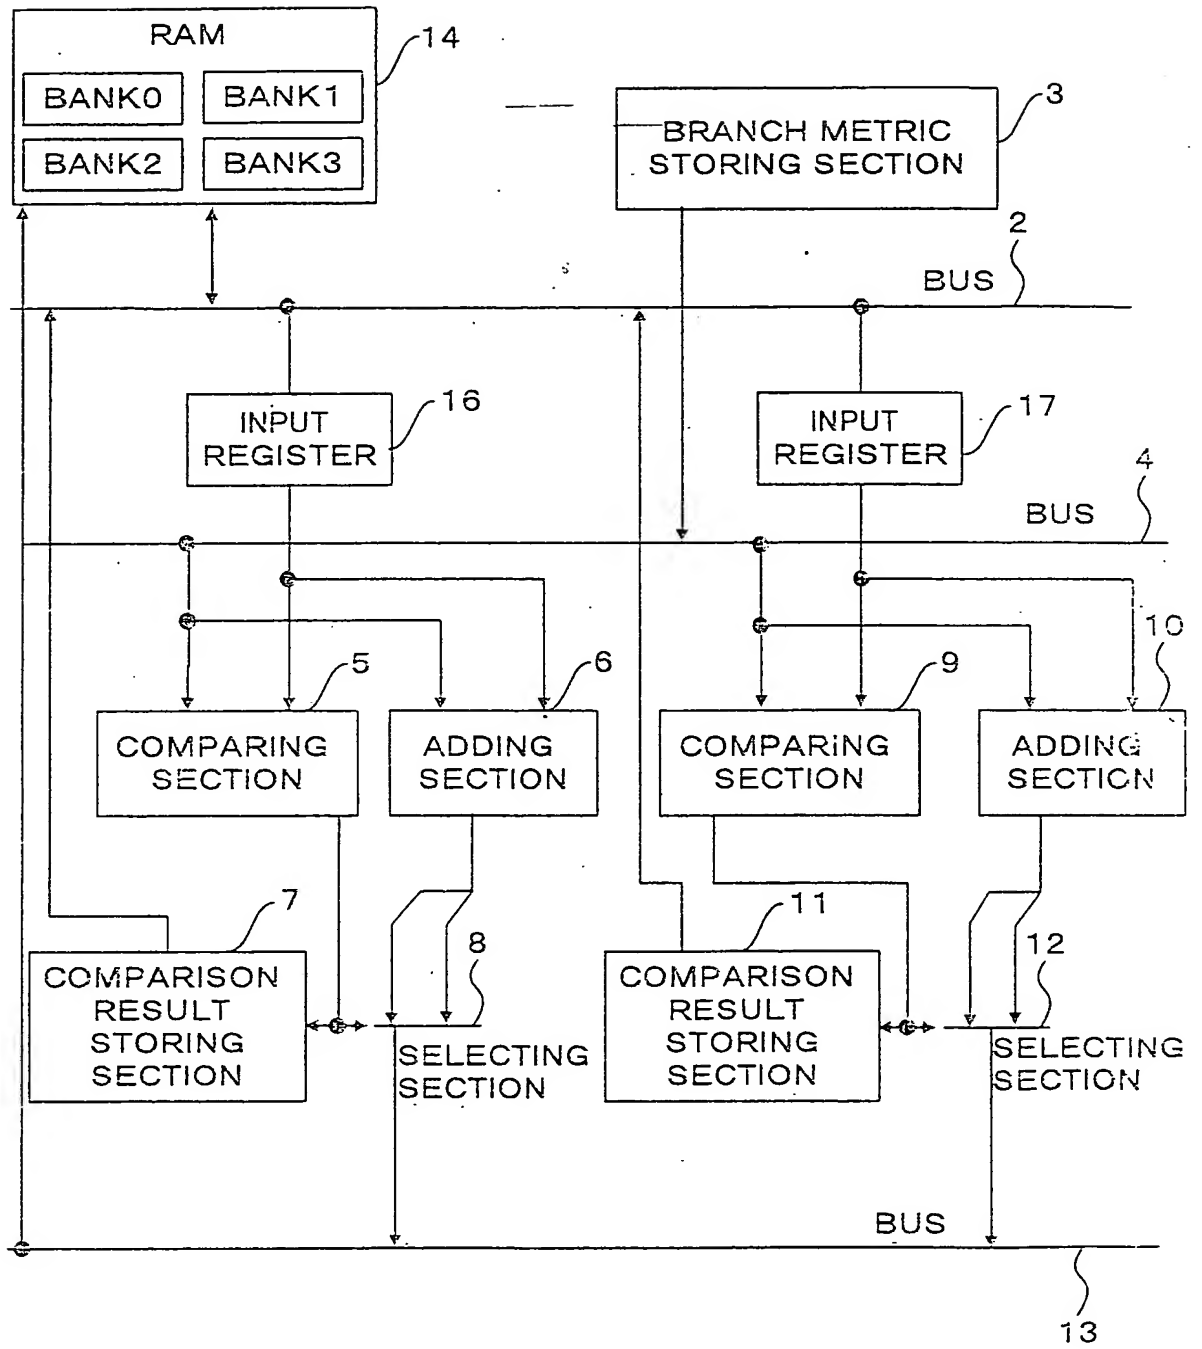 RAM
14
BANK0
BANK1
BANK2
BANK3
BRANCH METRIC
STORING SECTION
3
2
BUS
INPUT
REGISTER
16
INPUT
REGISTER
17
4
BUS
5
COMPARING
SECTION
6
ADDING
SECTION
9
COMPARING
SECTION
10
ADDING
SECTION
7
COMPARISON
RESULT
STORING
SECTION
8
SELECTING
SECTION
11
COMPARISON
RESULT
STORING
SECTION
12
SELECTING
SECTION
BUS
13